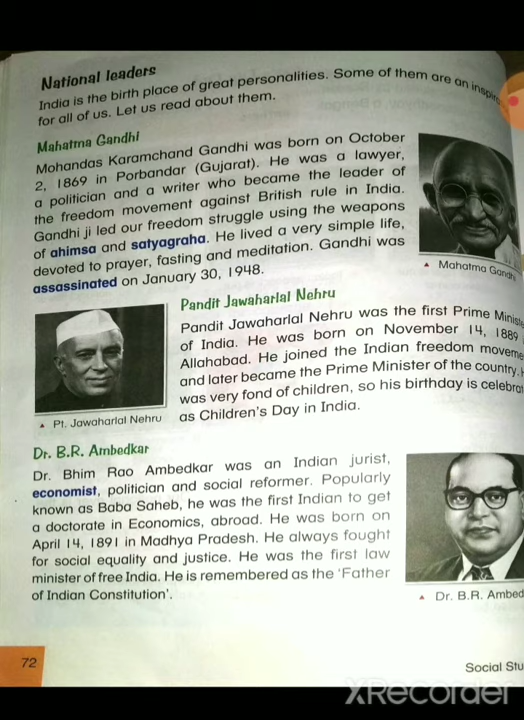 National leaders
India is the birth place of great personalities. Some of them are an
for all of us. Let us read about them.
Mahatma Gandhi
Mohandas Karamchand Gandhi was born on October
2, 1869 in Porbandar (Gujarat). He was a lawyer,
a politician and a writer who became the leader of
the freedom movement against British rule in India.
Gandhi ji led our freedom struggle using the weapons
of ahimsa and satyagraha. He lived a very simple life,
devoted to prayer, fasting and meditation. Gandhi was
assassinated on January 30, 1948.
▲ Mahatma Gandhi
Pandit Jawaharlal Nehru
Pandit Jawaharlal Nehru was the first Prime
of India. He was born on November 14, 1889
Allahabad. He joined the Indian freedom
and later became the Prime Minister of the country.
was very fond of children, so his birthday is
as Children's Day in India.
▲ Pt. Jawaharlal Nehru
Dr. B.R. Ambedkar
Dr. Bhim Rao Ambedkar was an Indian jurist,
economist, politician and social reformer. Popularly
known as Baba Saheb, he was the first Indian to get
a doctorate in Economics, abroad. He was born on
April 14, 1891 in Madhya Pradesh. He always fought
for social equality and justice. He was the first law
minister of free India. He is remembered as the 'Father
of Indian Constitution'.
▲ Dr. B.R.
72
Social
XRecorder